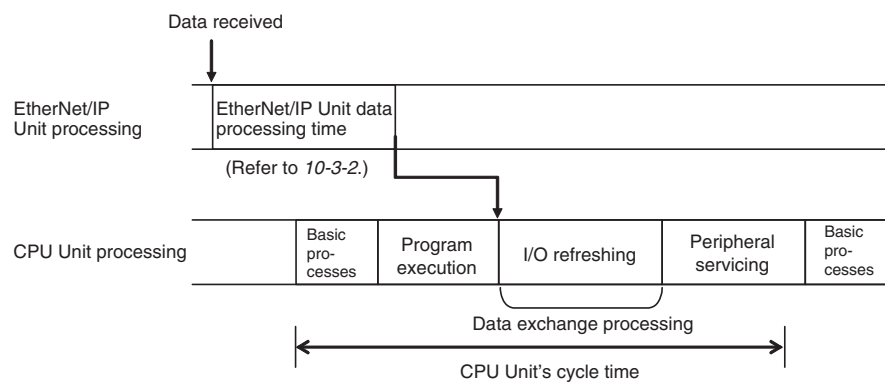 Data received
EtherNet/IP
Unit processing
EtherNet/IP Unit data
processing time
(Refer to 10-3-2.)
CPU Unit processing
Basic
pro-
cesses
Program
execution
I/O refreshing
Peripheral
servicing
Basic
pro-
cesses
Data exchange processing
CPU Unit's cycle time